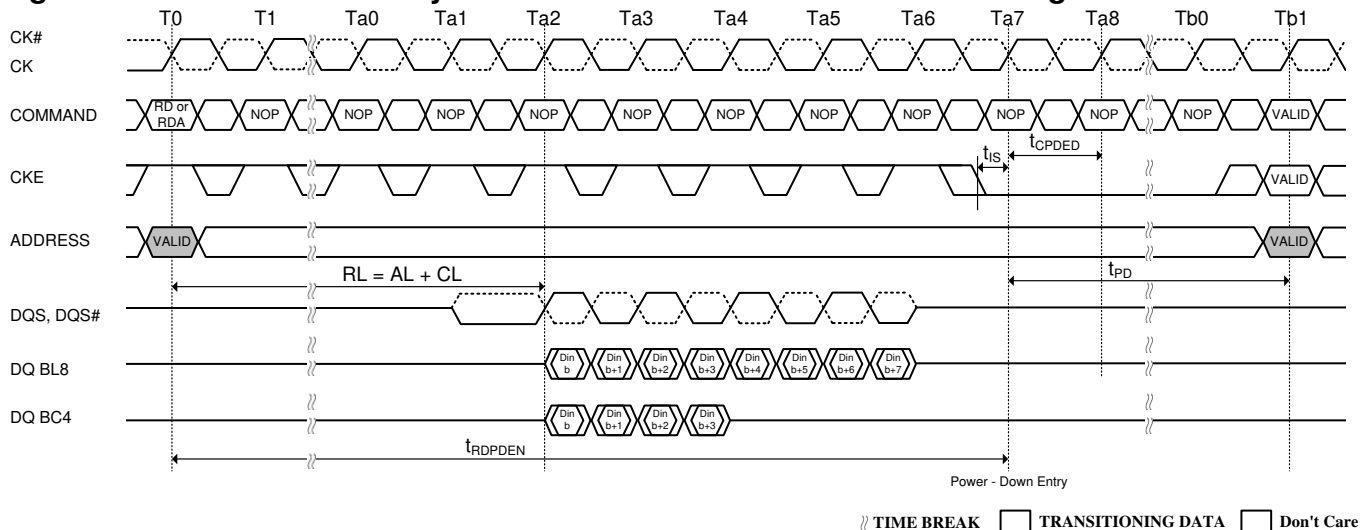 T0 T1 Ta0 Ta1 Ta2 Ta3 Ta4 Ta5 Ta6 Ta7 Ta8 Tb0 Tb1
CK#
CK
COMMAND
RD or
RDA
NOP NOP NOP NOP NOP NOP NOP NOP NOP NOP NOP VALID
tIS
tCPDED
CKE
VALID
ADDRESS
VALID
VALID
RL = AL + CL
tPD
DQS, DQS#
DQ BL8
Din b
Din b+1
Din b+2
Din b+3
Din b+4
Din b+5
Din b+6
Din b+7
DQ BC4
Din b
Din b+1
Din b+2
Din b+3
tRDPDEN
Power - Down Entry
TIME BREAK TRANSITIONING DATA Don't Care